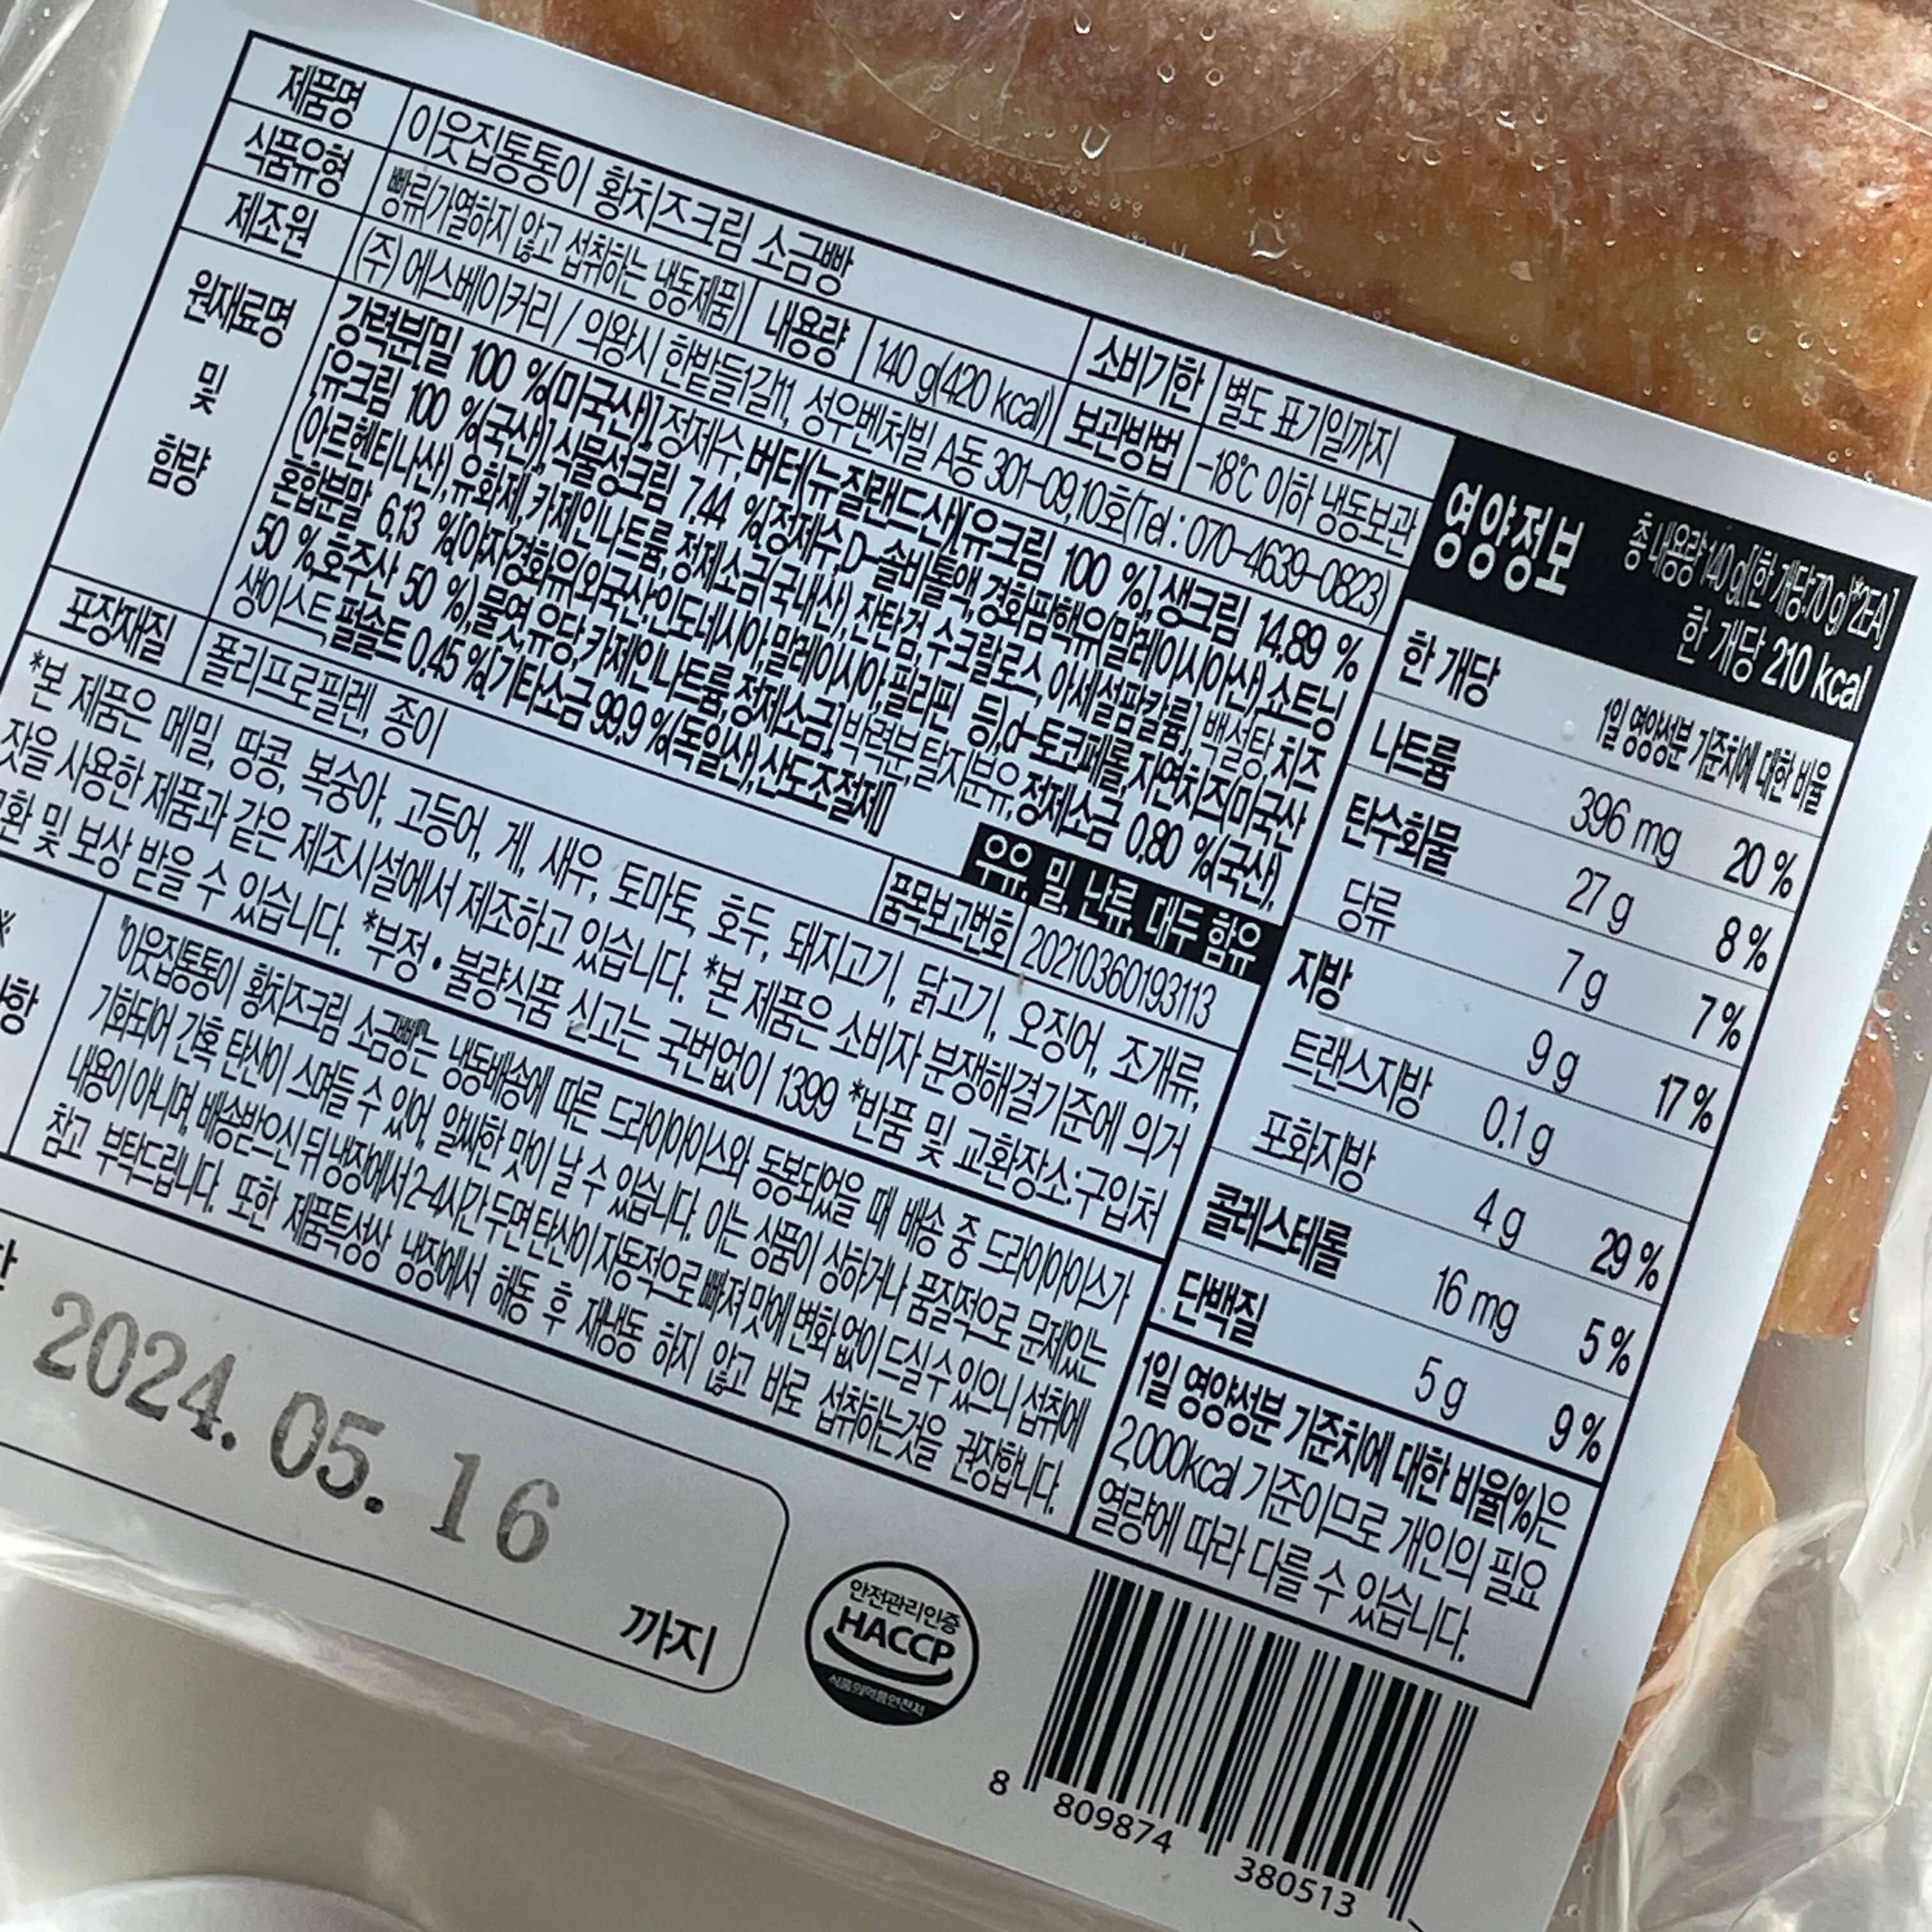 제품명 이웃집통통이 황치즈크림 소금빵 소비기한 별도 표기일까지
식품유형 빵류(가열하지 않고 섭취하는 냉동제품) 내용량 140 g(420 kcal) 보관방법 -18℃ 이하 냉동보관
제조원 (주) 에스베이커리 / 의왕시 한밭들1길11, 성우벤처빌 A동 301-09,10호(Tel : 070-4639-0823)
원재료명 및 함량
강력분[밀 100 %(미국산)],정제수,버터(뉴질랜드산)[유크림 100 %],생크림 14.89 %
[유크림 100 %(국산)],식물성크림 7.44 %[정제수,D-솔비톨액,경화팜핵유(말레이시아산),쇼트닝
(아르헨티나산),유화제,카제인나트륨,정제소금(국내산),잔탄검,수크랄로스,아세설팜칼륨],백설탕,치즈
혼합분말 6.13 %[야자경화유(외국산:인도네시아,말레이시아,필리핀 등),d-토코페롤,자연치즈(미국산
50 %,호주산 50 %),물엿,유당,카제인나트륨,정제소금],박력분,탈지분유,정제소금 0.80 %(국산),
생이스트,펄솔트 0.45 %[기타소금 99.9 %(독일산),산도조절제]
우유, 밀, 난류, 대두 함유
포장재질 폴리프로필렌, 종이 품목보고번호 20210360193113
*본 제품은 메밀, 땅콩, 복숭아, 고등어, 게, 새우, 토마토, 호두, 돼지고기, 닭고기, 오징어, 조개류,
잣을 사용한 제품과 같은 제조시설에서 제조하고 있습니다. *본 제품은 소비자 분쟁해결기준에 의거
교환 및 보상 받을 수 있습니다. *부정 • 불량식품 신고는 국번없이 1399 *반품 및 교환장소:구입처
※
"이웃집통통이 황치즈크림 소금빵"는 냉동배송에 따른 드라이아이스와 동봉되었을 때 배송 중 드라이아이스가
기화되어 간혹 탄산이 스며들 수 있어, 알싸한 맛이 날 수 있습니다. 이는 상품이 상하거나 품질적으로 문제있는
내용이 아니며, 배송받으신 뒤 냉장에서 2-4시간 두면 탄산이 자동적으로 빠져 맛에 변화 없이 드실 수 있으니 섭취에
참고 부탁드립니다. 또한 제품특성상 냉장에서 해동 후 재냉동 하지 않고 바로 섭취하는것을 권장합니다.
2024. 05. 16
까지
안전관리인증
HACCP
식품의약품안전처
영양정보 총 내용량 140 g[한 개당:70 g*2EA]
한 개당 210 kcal
한 개당 1일 영양성분 기준치에 대한 비율
나트륨 396 mg 20 %
탄수화물 27 g 8 %
당류 7 g 7 %
지방 9 g 17 %
트랜스지방 0.1 g
포화지방 4 g 29 %
콜레스테롤 16 mg 5 %
단백질 5 g 9 %
1일 영양성분 기준치에 대한 비율(%)은
2,000kcal 기준이므로 개인의 필요
열량에 따라 다를 수 있습니다.
8 809874 380513